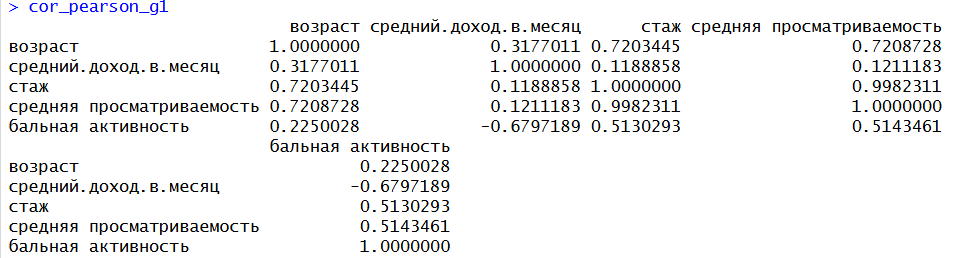 > cor_pearson_g1
возраст средний.доход.в.месяц стаж средняя просматриваемость
возраст 1.0000000 0.3177011 0.7203445 0.7208728
средний.доход.в.месяц 0.3177011 1.0000000 0.1188858 0.1211183
стаж 0.7203445 0.1188858 1.0000000 0.9982311
средняя просматриваемость 0.7208728 0.1211183 0.9982311 1.0000000
бальная активность 0.2250028 -0.6797189 0.5130293 0.5143461
бальная активность
возраст 0.2250028
средний.доход.в.месяц -0.6797189
стаж 0.5130293
средняя просматриваемость 0.5143461
бальная активность 1.0000000